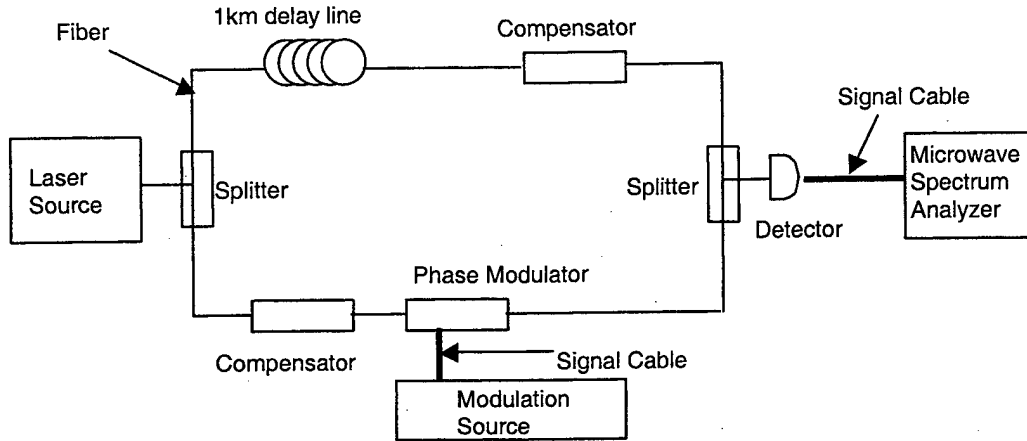 1km delay line
Fiber
Compensator
Signal Cable
Laser
Source
Splitter
Splitter
Detector
Microwave
Spectrum
Analyzer
Phase Modulator
Compensator
Signal Cable
Modulation
Source